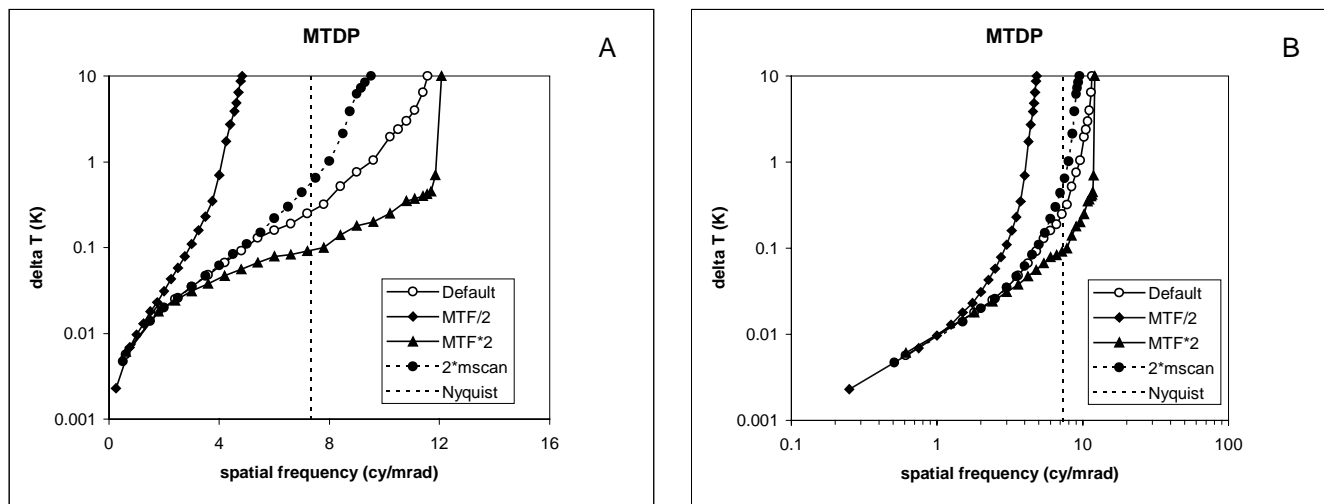 MTDP
A
10
1
0.1
0.01
0.001
delta T (K)
0
4
8
12
16
spatial frequency (cy/mrad)
Default
MTF/2
MTF*2
2*mscan
Nyquist
MTDP
B
10
1
0.1
0.01
0.001
delta T (K)
0.1
1
10
100
spatial frequency (cy/mrad)
Default
MTF/2
MTF*2
2*mscan
Nyquist